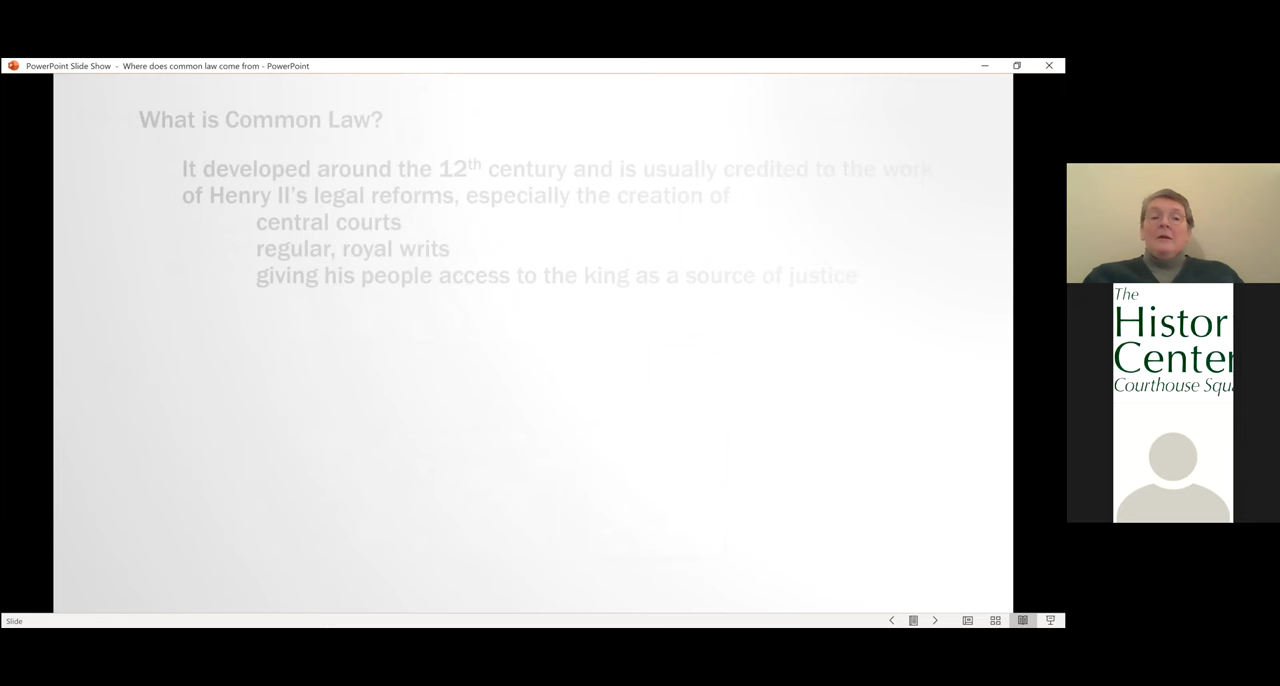 PowerPoint Slide Show - Where does common law come from - PowerPoint
What is Common Law?
It developed around the 12th century and is usually credited to the work
of Henry II's legal reforms, especially the creation of
central courts
regular, royal writs
giving his people access to the king as a source of justice
The
Histor
Center
Courthouse Squ
Slide